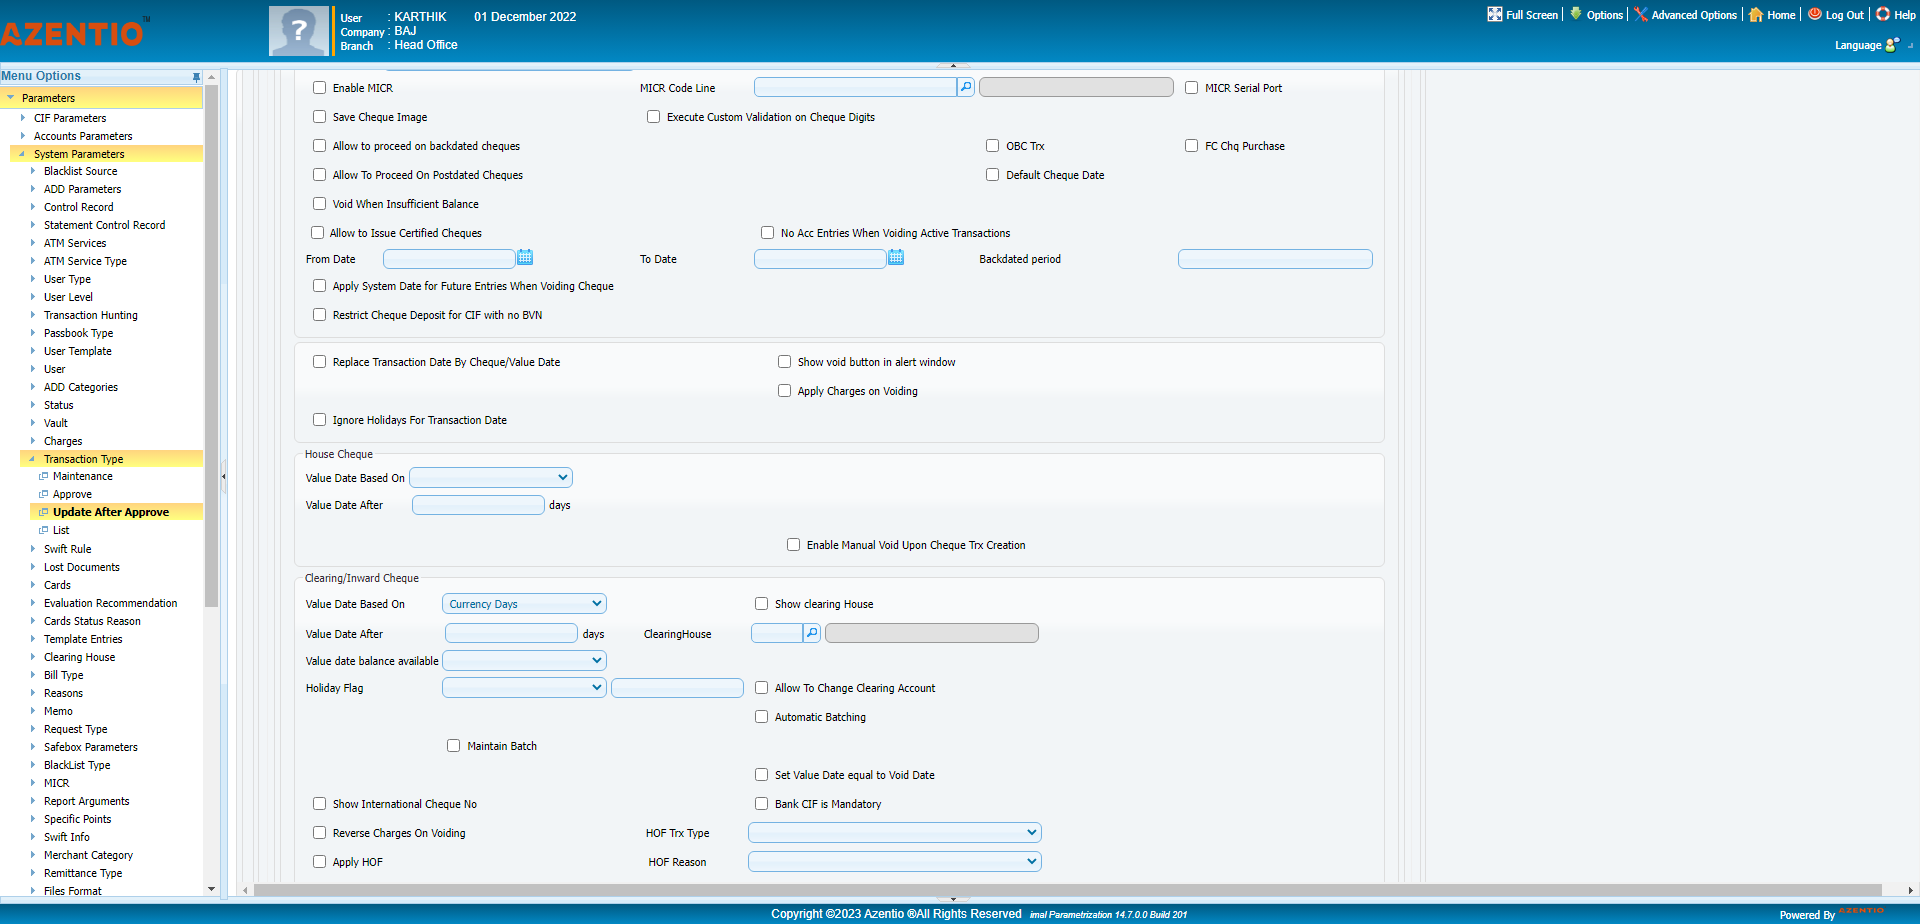 AZENTIO™
User : KARTHIK 01 December 2022
Company : BAJ
Branch : Head Office
Full Screen Options Advanced Options Home Log Out Help
Language
Menu Options
Parameters
CIF Parameters
Accounts Parameters
System Parameters
Blacklist Source
ADD Parameters
Control Record
Statement Control Record
ATM Services
ATM Service Type
User Type
User Level
Transaction Hunting
Passbook Type
User Template
User
ADD Categories
Status
Vault
Charges
Transaction Type
Maintenance
Approve
Update After Approve
List
Swift Rule
Lost Documents
Cards
Evaluation Recommendation
Cards Status Reason
Template Entries
Clearing House
Bill Type
Reasons
Memo
Request Type
Safebox Parameters
BlackList Type
MICR
Report Arguments
Specific Points
Swift Info
Merchant Category
Remittance Type
Files Format
Enable MICR MICR Code Line MICR Serial Port
Save Cheque Image Execute Custom Validation on Cheque Digits
Allow to proceed on backdated cheques OBC Trx FC Chq Purchase
Allow To Proceed On Postdated Cheques Default Cheque Date
Void When Insufficient Balance
Allow to Issue Certified Cheques No Acc Entries When Voiding Active Transactions
From Date To Date Backdated period
Apply System Date for Future Entries When Voiding Cheque
Restrict Cheque Deposit for CIF with no BVN
Replace Transaction Date By Cheque/Value Date Show void button in alert window
Apply Charges on Voiding
Ignore Holidays For Transaction Date
House Cheque
Value Date Based On
Value Date After days
Enable Manual Void Upon Cheque Trx Creation
Clearing/Inward Cheque
Value Date Based On Currency Days Show clearing House
Value Date After days ClearingHouse
Value date balance available
Holiday Flag Allow To Change Clearing Account
Automatic Batching
Maintain Batch
Set Value Date equal to Void Date
Show International Cheque No Bank CIF is Mandatory
Reverse Charges On Voiding HOF Trx Type
Apply HOF HOF Reason
Copyright ©2023 Azentio ®All Rights Reserved imal Parametrization 14.7.0.0 Build 201
Powered By AZENTIO